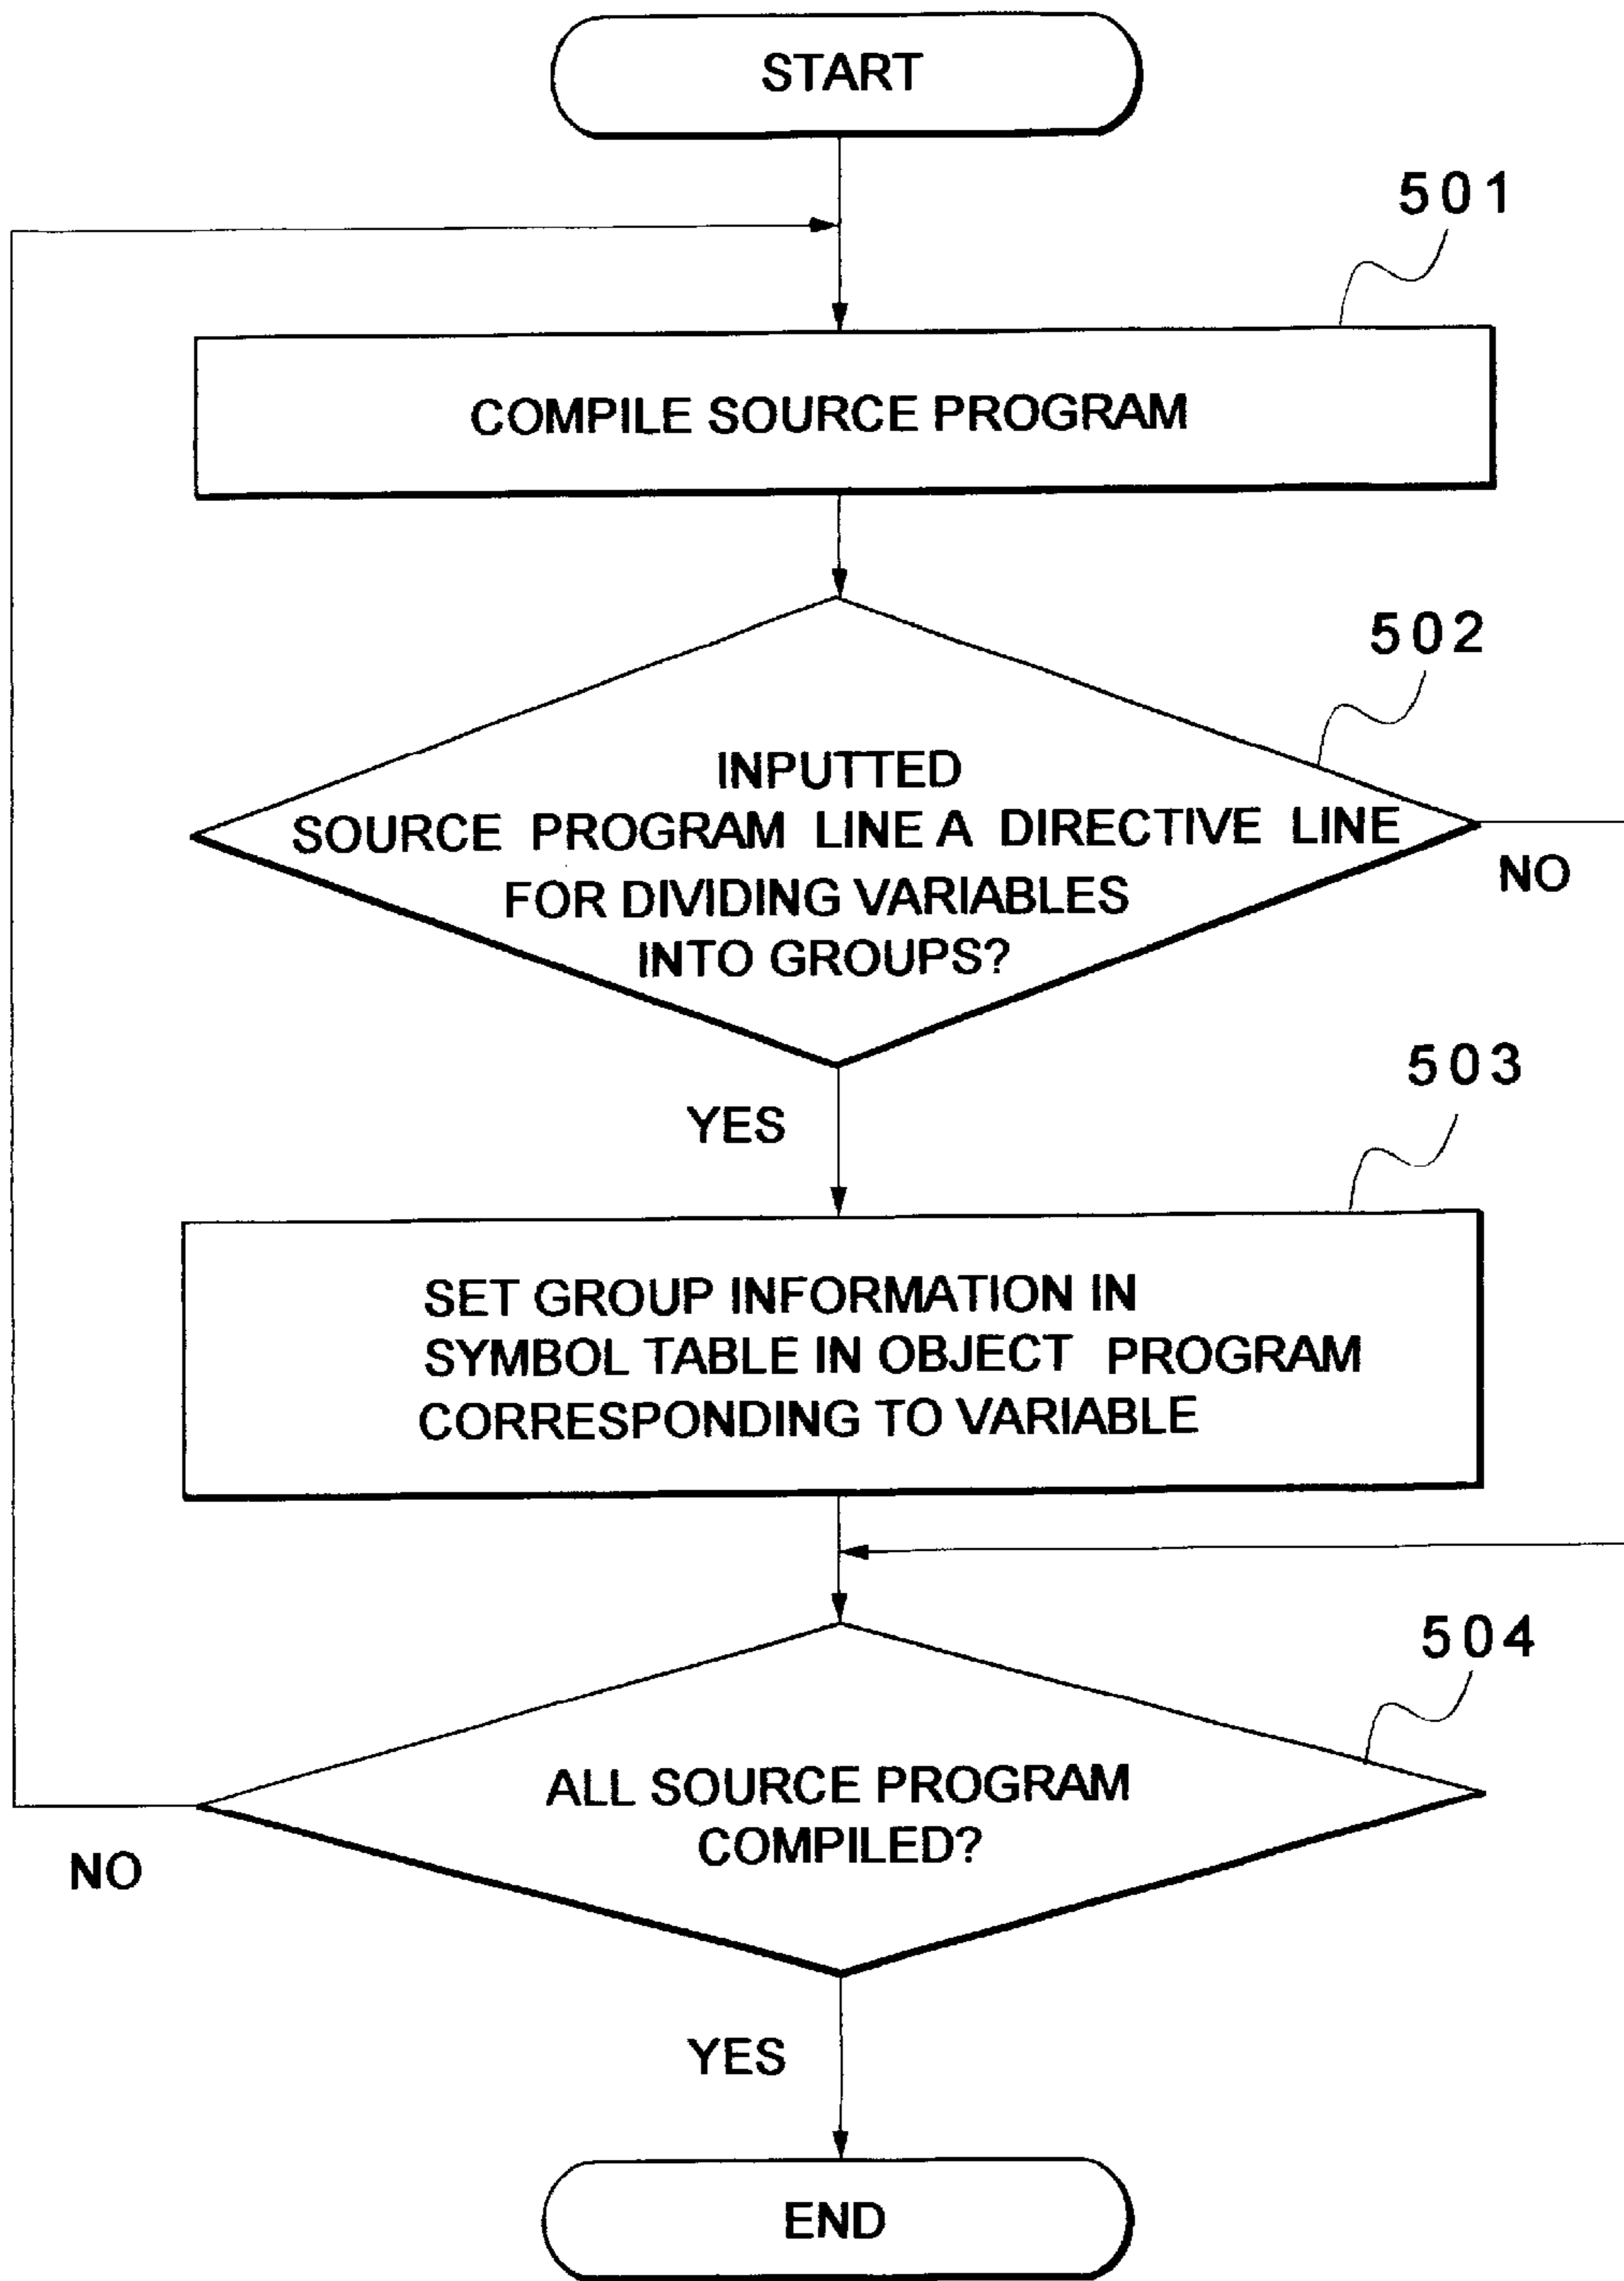 START
501
COMPILE SOURCE PROGRAM
502
INPUTTED
SOURCE PROGRAM LINE A DIRECTIVE LINE
FOR DIVIDING VARIABLES
INTO GROUPS?
NO
YES
503
SET GROUP INFORMATION IN
SYMBOL TABLE IN OBJECT PROGRAM
CORRESPONDING TO VARIABLE
504
ALL SOURCE PROGRAM
COMPILED?
NO
YES
END